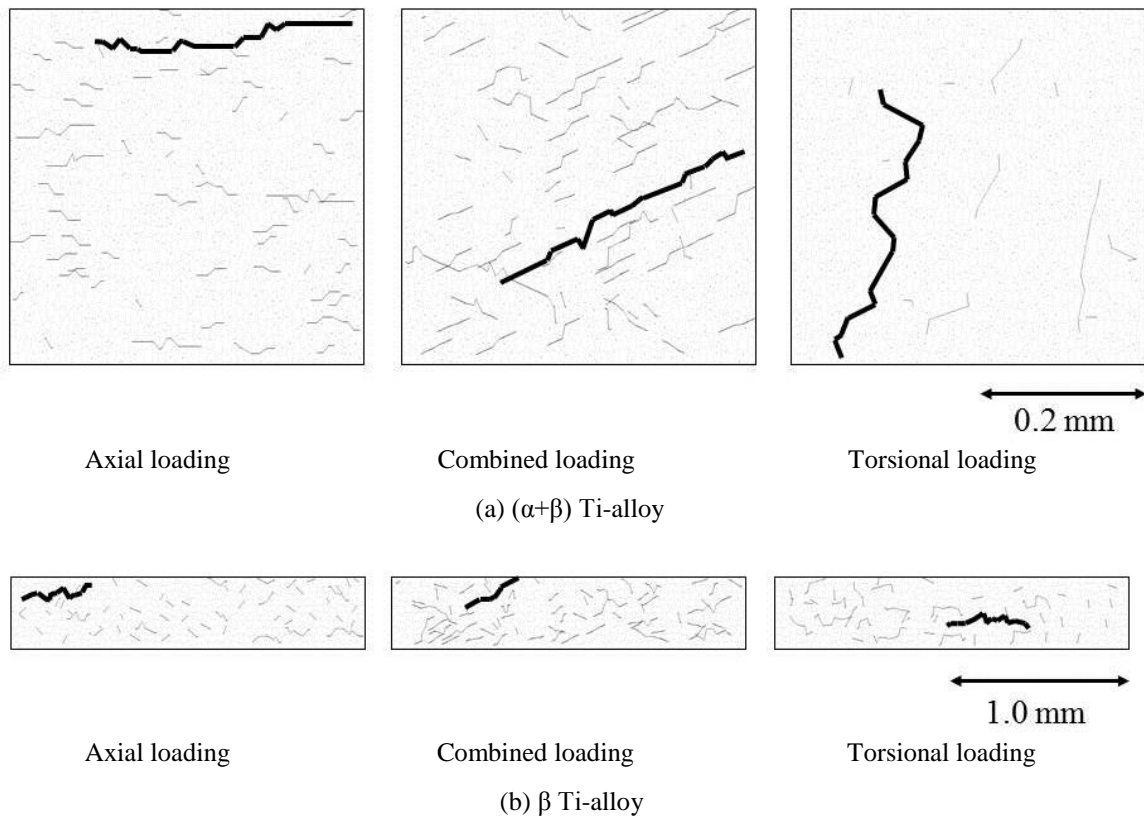 0.2 mm
Axial loading Combined loading Torsional loading
(a) (α+β) Ti-alloy
1.0 mm
Axial loading Combined loading Torsional loading
(b) β Ti-alloy